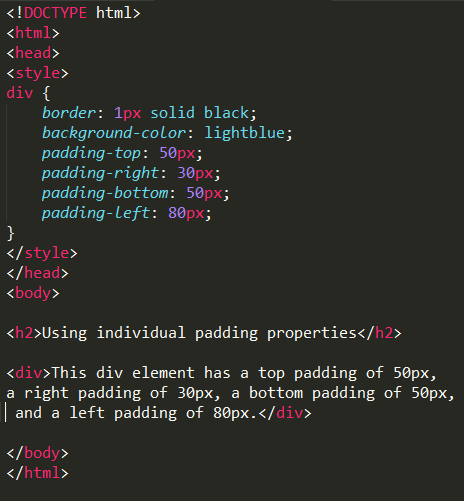 <!DOCTYPE html>
<html>
<head>
<style>
div {
    border: 1px solid black;
    background-color: lightblue;
    padding-top: 50px;
    padding-right: 30px;
    padding-bottom: 50px;
    padding-left: 80px;
}
</style>
</head>
<body>

<h2>Using individual padding properties</h2>

<div>This div element has a top padding of 50px,
a right padding of 30px, a bottom padding of 50px,
 and a left padding of 80px.</div>

</body>
</html>